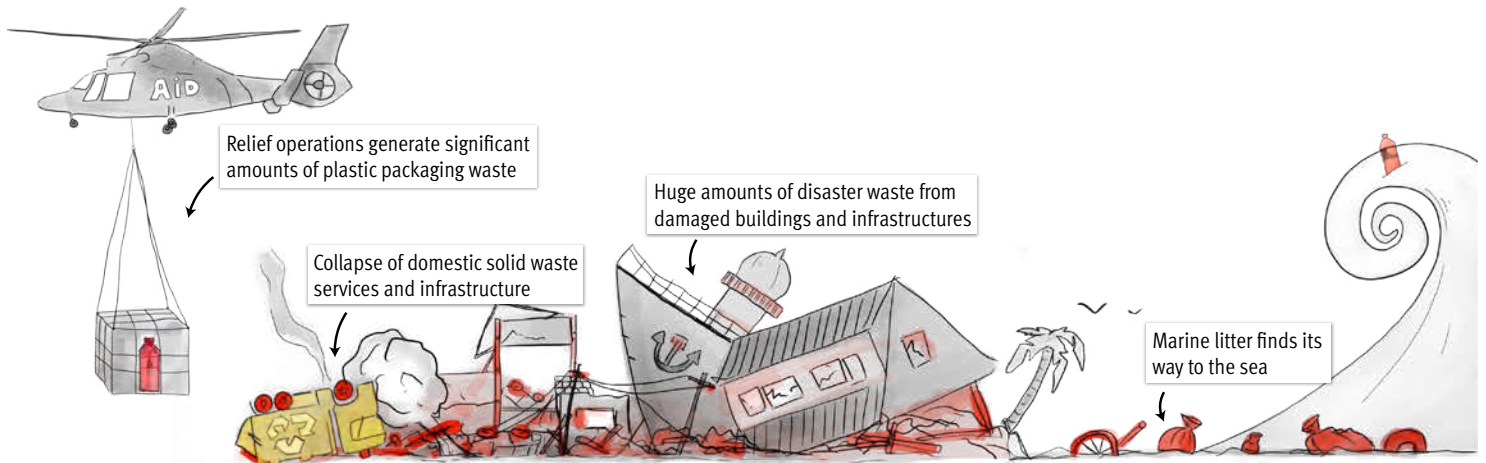 AiD
Relief operations generate significant
amounts of plastic packaging waste
Huge amounts of disaster waste from
damaged buildings and infrastructures
Collapse of domestic solid waste
services and infrastructure
Marine litter finds its
way to the sea